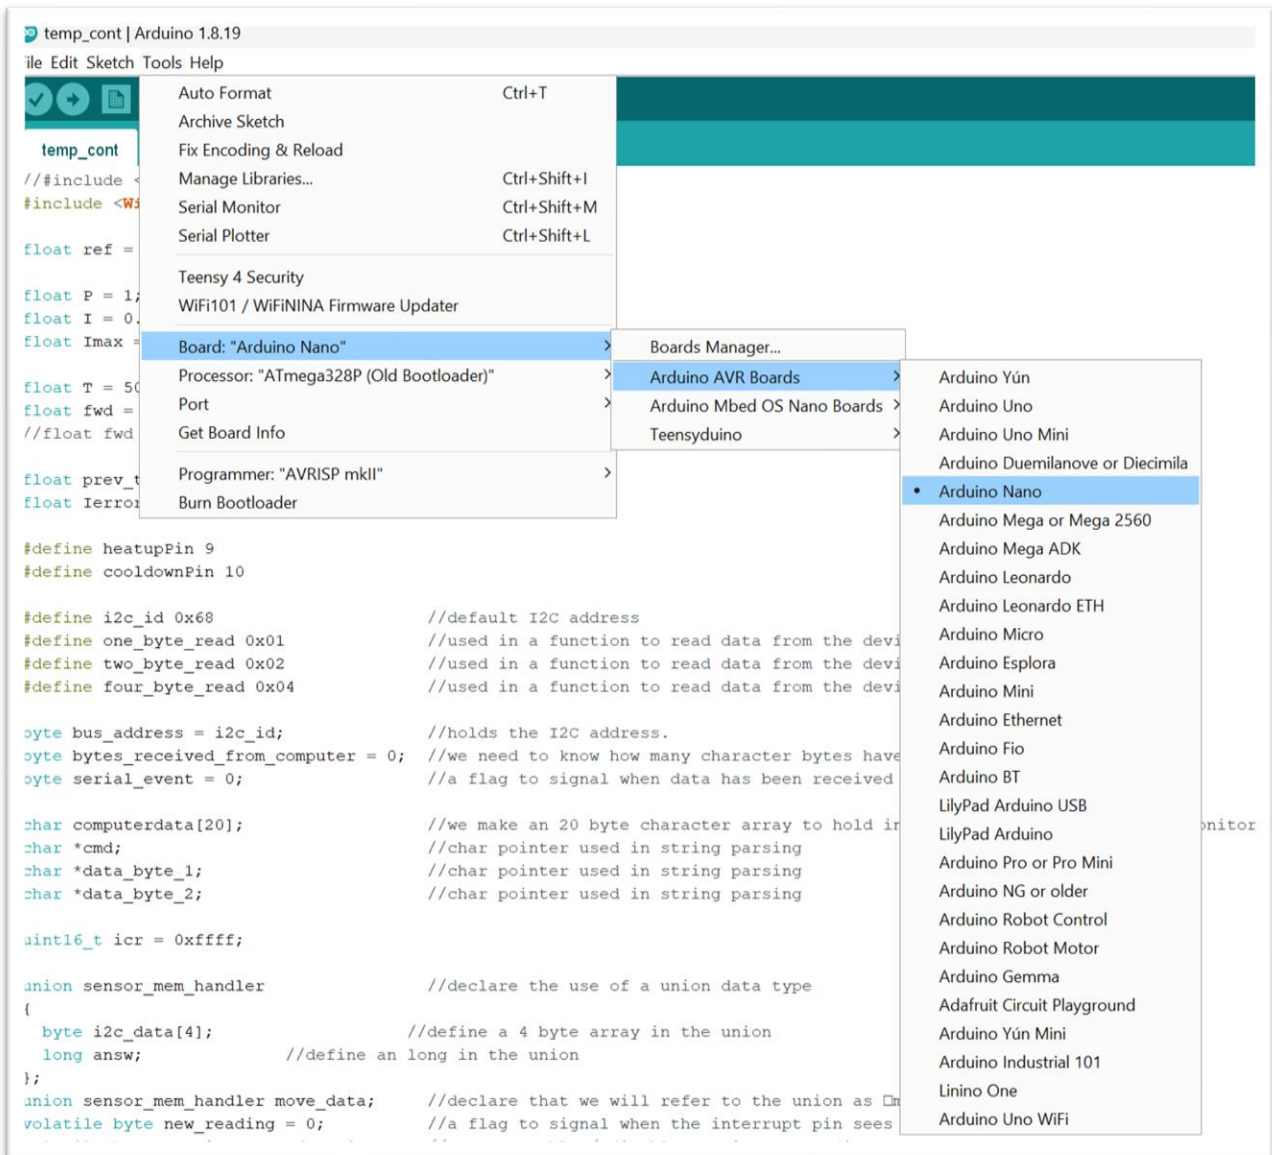 temp_cont | Arduino 1.8.19
ile Edit Sketch Tools Help
Auto Format Ctrl+T
Archive Sketch
temp_cont
Fix Encoding & Reload
Manage Libraries... Ctrl+Shift+I
Serial Monitor Ctrl+Shift+M
Serial Plotter Ctrl+Shift+L
Teensy 4 Security
WiFi101 / WiFiNINA Firmware Updater
Board: "Arduino Nano"
Processor: "ATmega328P (Old Bootloader)"
Port
Get Board Info
Programmer: "AVRISP mkII"
Burn Bootloader
Boards Manager...
Arduino AVR Boards
Arduino Mbed OS Nano Boards
Teensyduino
Arduino Yún
Arduino Uno
Arduino Uno Mini
Arduino Duemilanove or Diecimila
Arduino Nano
Arduino Mega or Mega 2560
Arduino Mega ADK
Arduino Leonardo
Arduino Leonardo ETH
Arduino Micro
Arduino Esplora
Arduino Mini
Arduino Ethernet
Arduino Fio
Arduino BT
LilyPad Arduino USB
LilyPad Arduino
Arduino Pro or Pro Mini
Arduino NG or older
Arduino Robot Control
Arduino Robot Motor
Arduino Gemma
Adafruit Circuit Playground
Arduino Yún Mini
Arduino Industrial 101
Linino One
Arduino Uno WiFi
//#include <
#include <Wi
float ref =
float P = 1;
float I = 0.
float Imax =
float T = 50
float fwd =
//float fwd
float prev_t
float Ierror
#define heatupPin 9
#define cooldownPin 10
#define i2c_id 0x68 //default I2C address
#define one_byte_read 0x01 //used in a function to read data from the devi
#define two_byte_read 0x02 //used in a function to read data from the devi
#define four_byte_read 0x04 //used in a function to read data from the devi
byte bus_address = i2c_id; //holds the I2C address.
byte bytes_received_from_computer = 0; //we need to know how many character bytes have
byte serial_event = 0; //a flag to signal when data has been received
char computerdata[20]; //we make an 20 byte character array to hold in onitor
char *cmd; //char pointer used in string parsing
char *data_byte_1; //char pointer used in string parsing
char *data_byte_2; //char pointer used in string parsing
uint16_t icr = 0xffff;
union sensor_mem_handler //declare the use of a union data type
{
byte i2c_data[4]; //define a 4 byte array in the union
long answ; //define an long in the union
};
union sensor_mem_handler move_data; //declare that we will refer to the union as □m
volatile byte new_reading = 0; //a flag to signal when the interrupt pin sees